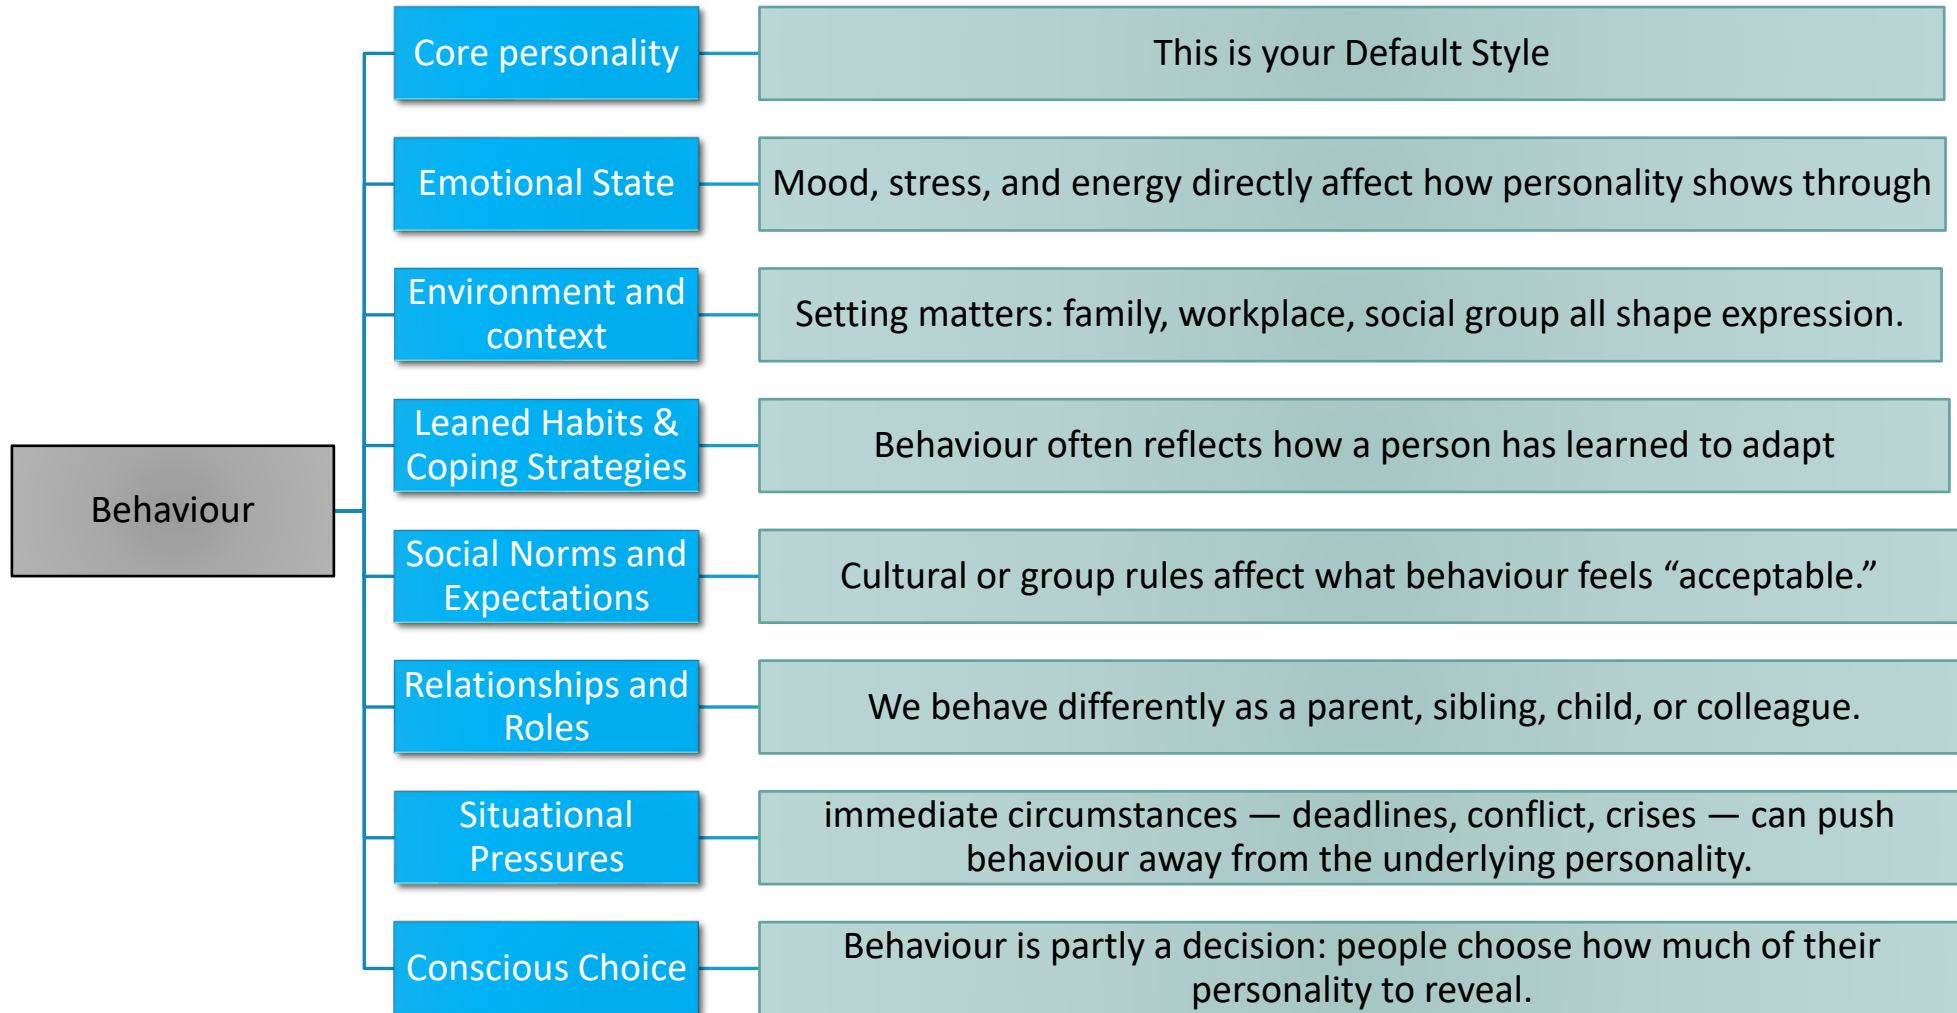 Core personality
This is your Default Style
Emotional State
Mood, stress, and energy directly affect how personality shows through
Environment and
context
Setting matters: family, workplace, social group all shape expression.
Leaned Habits &
Coping Strategies
Behaviour often reflects how a person has learned to adapt
Behaviour
Social Norms and
Expectations
Cultural or group rules affect what behaviour feels “acceptable.”
Relationships and
Roles
We behave differently as a parent, sibling, child, or colleague.
Situational
Pressures
immediate circumstances — deadlines, conflict, crises — can push
behaviour away from the underlying personality.
Conscious Choice
Behaviour is partly a decision: people choose how much of their
personality to reveal.